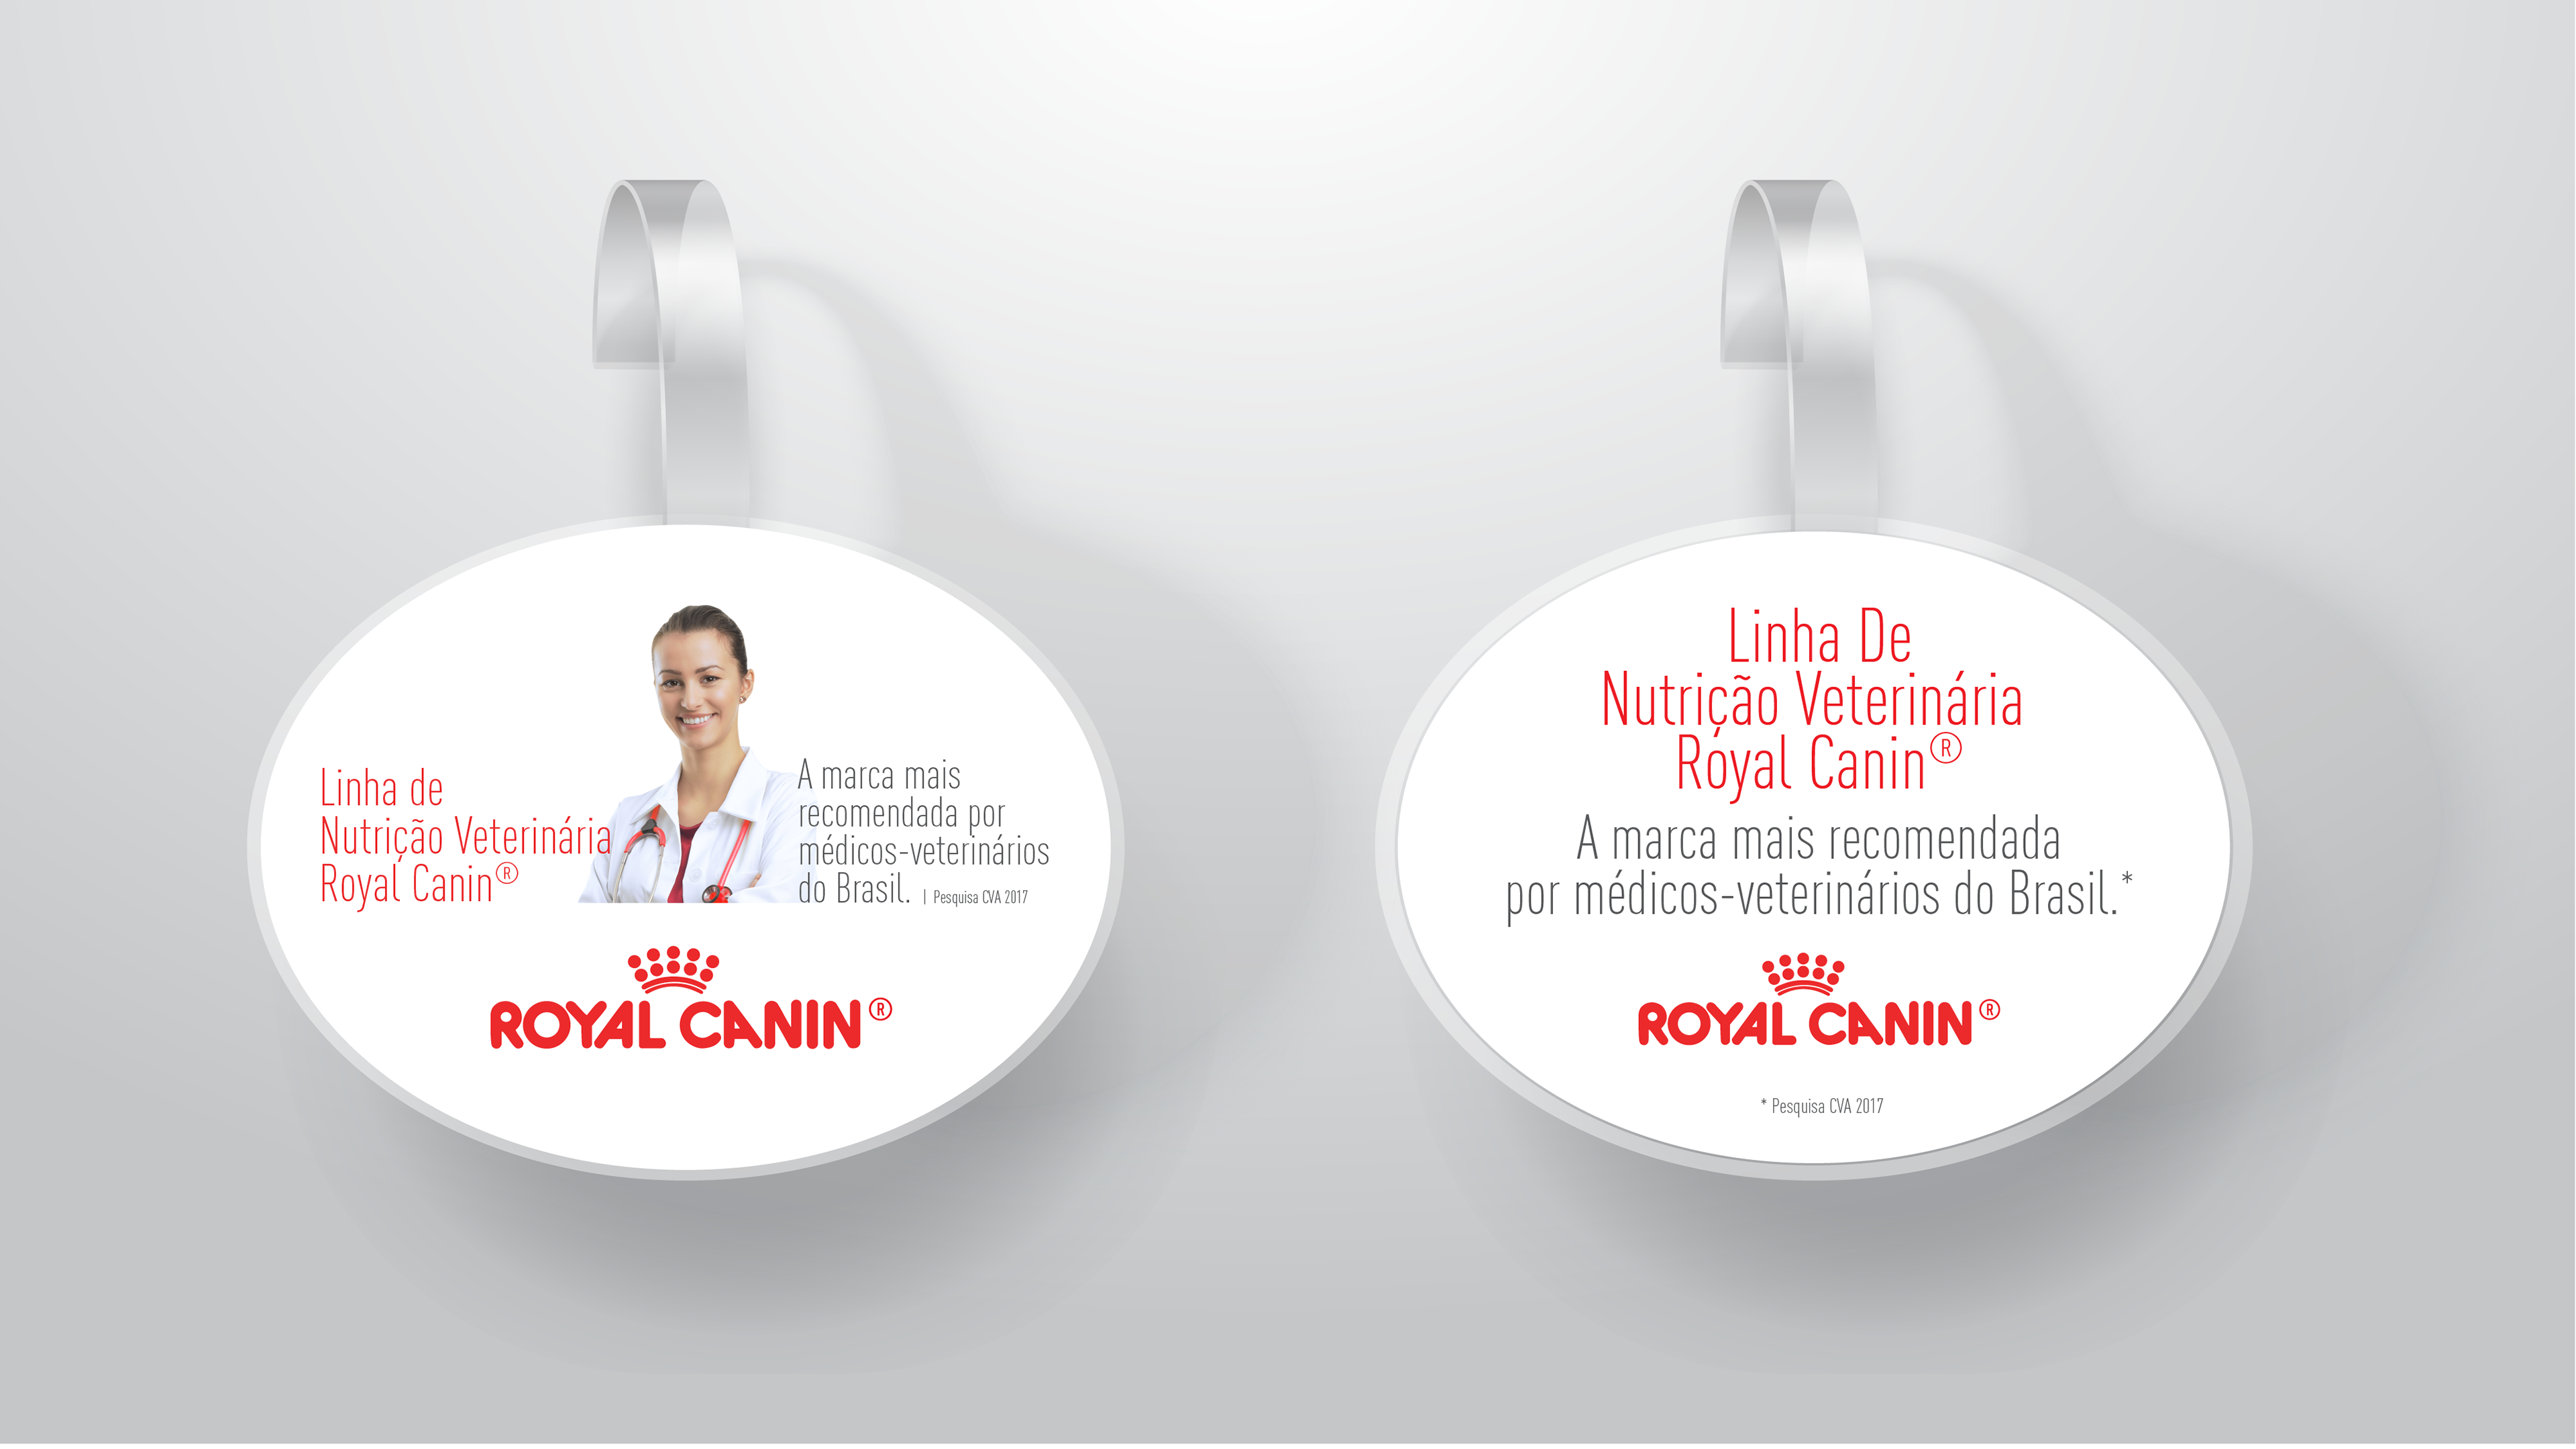 Linha de
Nutrição Veterinária
Royal Canin®
A marca mais
recomendada por
médicos-veterinários
do Brasil. | Pesquisa CVA 2017
ROYAL CANIN®
Linha De
Nutrição Veterinária
Royal Canin®
A marca mais recomendada
por médicos-veterinários do Brasil.*
ROYAL CANIN®
* Pesquisa CVA 2017